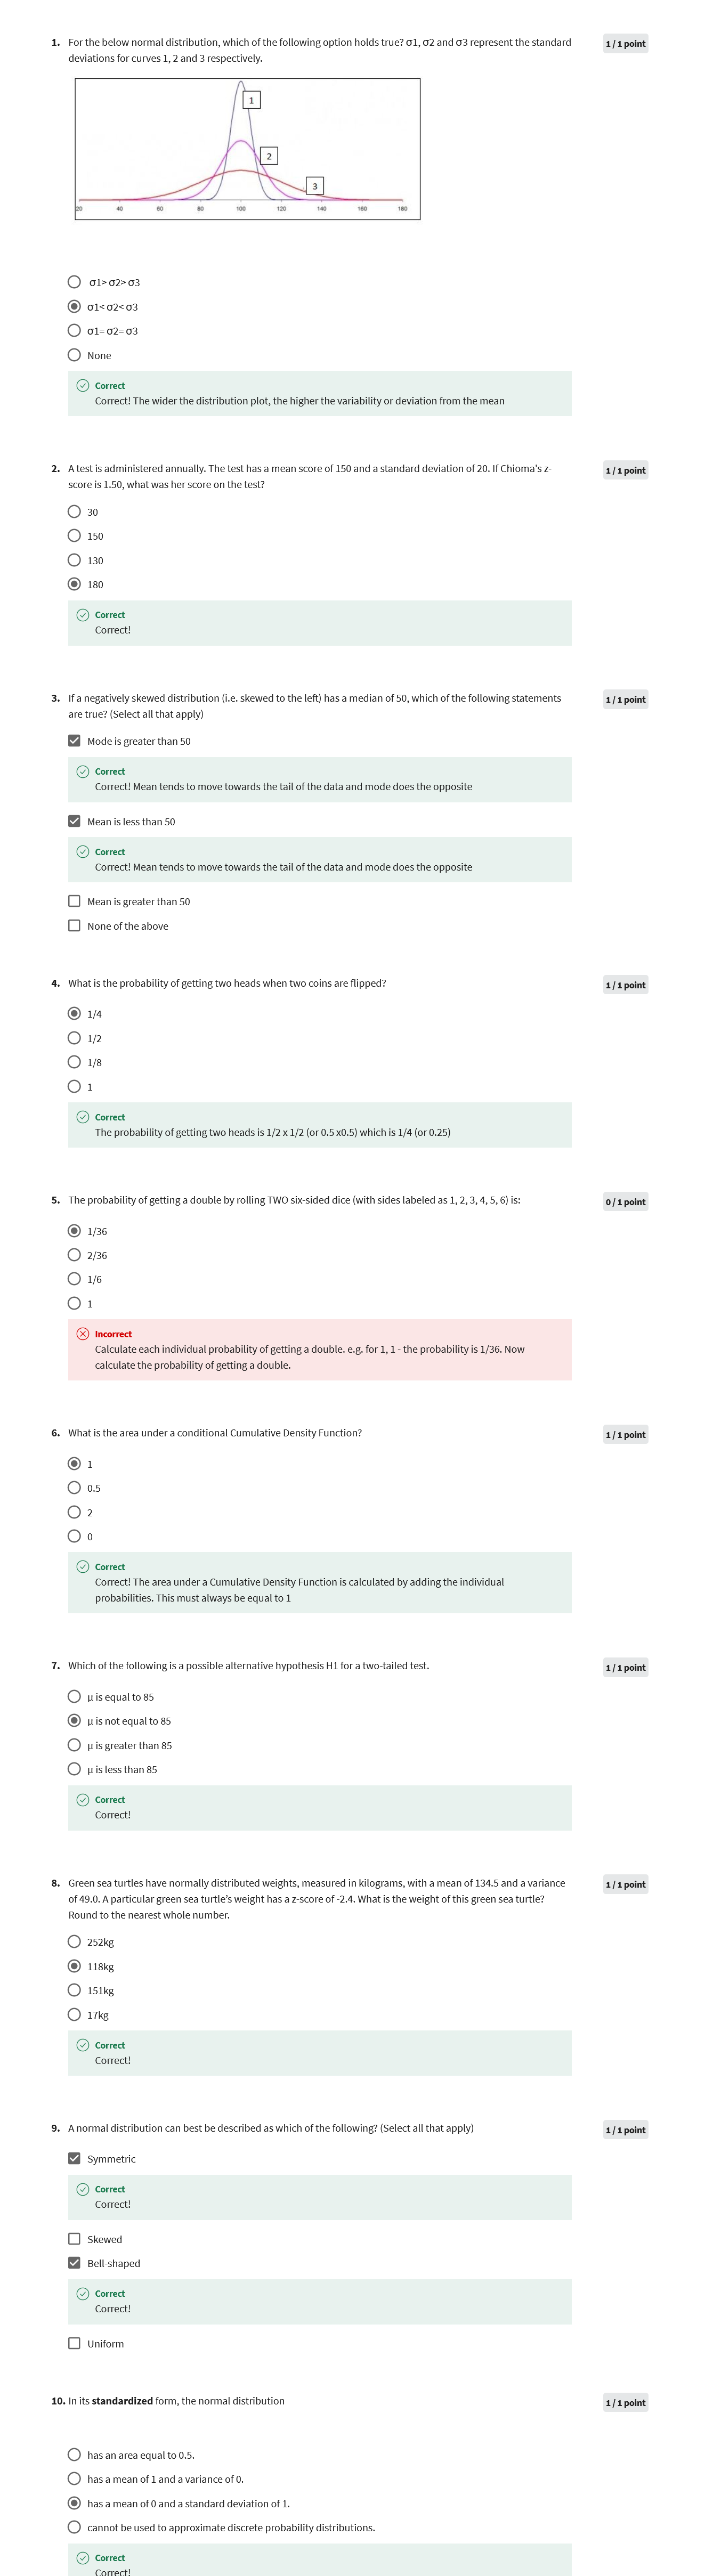 1. For the below normal distribution, which of the following option holds true? σ1, σ2 and σ3 represent the standard
deviations for curves 1, 2 and 3 respectively.
1 / 1 point
1
2
3
20 40 60 80 100 120 140 160 180
σ1> σ2> σ3
σ1< σ2< σ3
σ1= σ2= σ3
None
Correct
Correct! The wider the distribution plot, the higher the variability or deviation from the mean
2. A test is administered annually. The test has a mean score of 150 and a standard deviation of 20. If Chioma's z-
score is 1.50, what was her score on the test?
1 / 1 point
30
150
130
180
Correct
Correct!
3. If a negatively skewed distribution (i.e. skewed to the left) has a median of 50, which of the following statements
are true? (Select all that apply)
1 / 1 point
Mode is greater than 50
Correct
Correct! Mean tends to move towards the tail of the data and mode does the opposite
Mean is less than 50
Correct
Correct! Mean tends to move towards the tail of the data and mode does the opposite
Mean is greater than 50
None of the above
4. What is the probability of getting two heads when two coins are flipped?
1 / 1 point
1/4
1/2
1/8
1
Correct
The probability of getting two heads is 1/2 x 1/2 (or 0.5 x0.5) which is 1/4 (or 0.25)
5. The probability of getting a double by rolling TWO six-sided dice (with sides labeled as 1, 2, 3, 4, 5, 6) is:
0 / 1 point
1/36
2/36
1/6
1
Incorrect
Calculate each individual probability of getting a double. e.g. for 1, 1 - the probability is 1/36. Now
calculate the probability of getting a double.
6. What is the area under a conditional Cumulative Density Function?
1 / 1 point
1
0.5
2
0
Correct
Correct! The area under a Cumulative Density Function is calculated by adding the individual
probabilities. This must always be equal to 1
7. Which of the following is a possible alternative hypothesis H1 for a two-tailed test.
1 / 1 point
μ is equal to 85
μ is not equal to 85
μ is greater than 85
μ is less than 85
Correct
Correct!
8. Green sea turtles have normally distributed weights, measured in kilograms, with a mean of 134.5 and a variance
of 49.0. A particular green sea turtle's weight has a z-score of -2.4. What is the weight of this green sea turtle?
Round to the nearest whole number.
1 / 1 point
252kg
118kg
151kg
17kg
Correct
Correct!
9. A normal distribution can best be described as which of the following? (Select all that apply)
1 / 1 point
Symmetric
Correct
Correct!
Skewed
Bell-shaped
Correct
Correct!
Uniform
10. In its standardized form, the normal distribution
1 / 1 point
has an area equal to 0.5.
has a mean of 1 and a variance of 0.
has a mean of 0 and a standard deviation of 1.
cannot be used to approximate discrete probability distributions.
Correct
Correct!